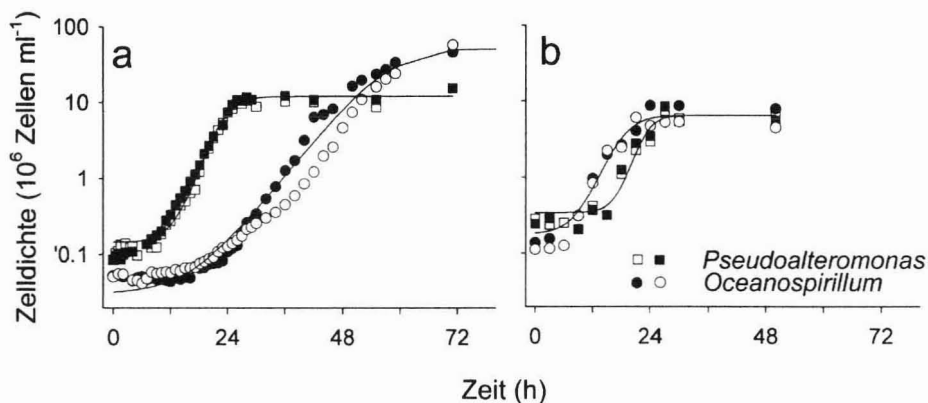 100
10
1
0.1
Zelldichte (10⁶ Zellen ml⁻¹)
a
b
Pseudoalteromonas
Oceanospirillum
0 24 48 72 0 24 48 72
Zeit (h)